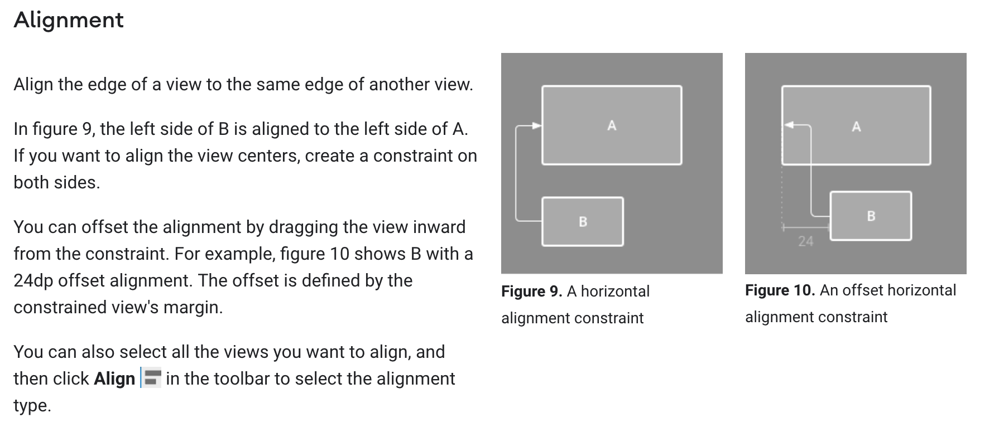 Alignment
Align the edge of a view to the same edge of another view.
In figure 9, the left side of B is aligned to the left side of A.
If you want to align the view centers, create a constraint on
both sides.
You can offset the alignment by dragging the view inward
from the constraint. For example, figure 10 shows B with a
24dp offset alignment. The offset is defined by the
constrained view's margin.
You can also select all the views you want to align, and
then click Align in the toolbar to select the alignment
type.
A
B
Figure 9. A horizontal
alignment constraint
A
B
24
Figure 10. An offset horizontal
alignment constraint